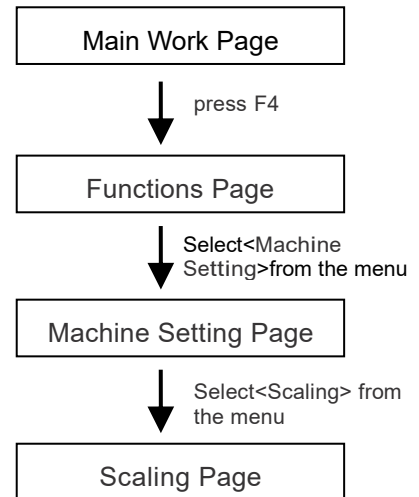 Main Work Page
press F4
Functions Page
Select<Machine
Setting>from the menu
Machine Setting Page
Select<Scaling> from
the menu
Scaling Page